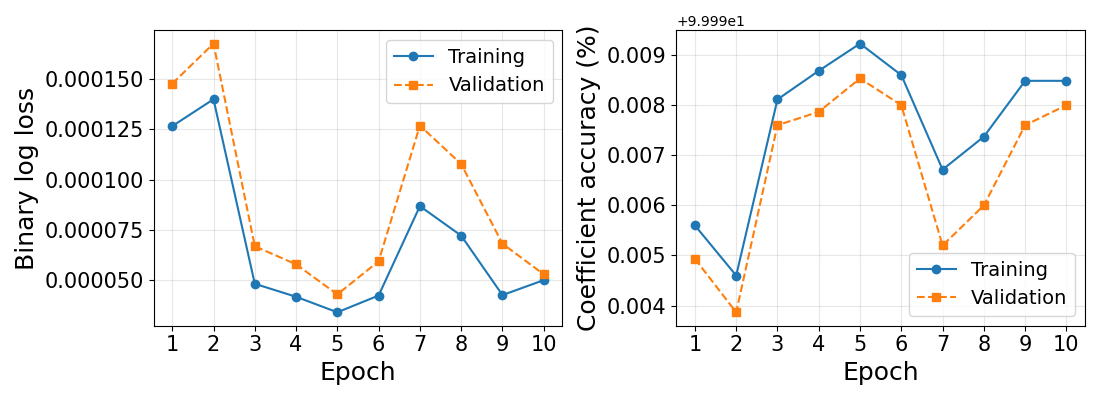 Binary log loss
0.000150
0.000125
0.000100
0.000075
0.000050
Training
Validation
1 2 3 4 5 6 7 8 9 10
Epoch
+9.999e1
Coefficient accuracy (%)
0.009
0.008
0.007
0.006
0.005
0.004
Training
Validation
1 2 3 4 5 6 7 8 9 10
Epoch